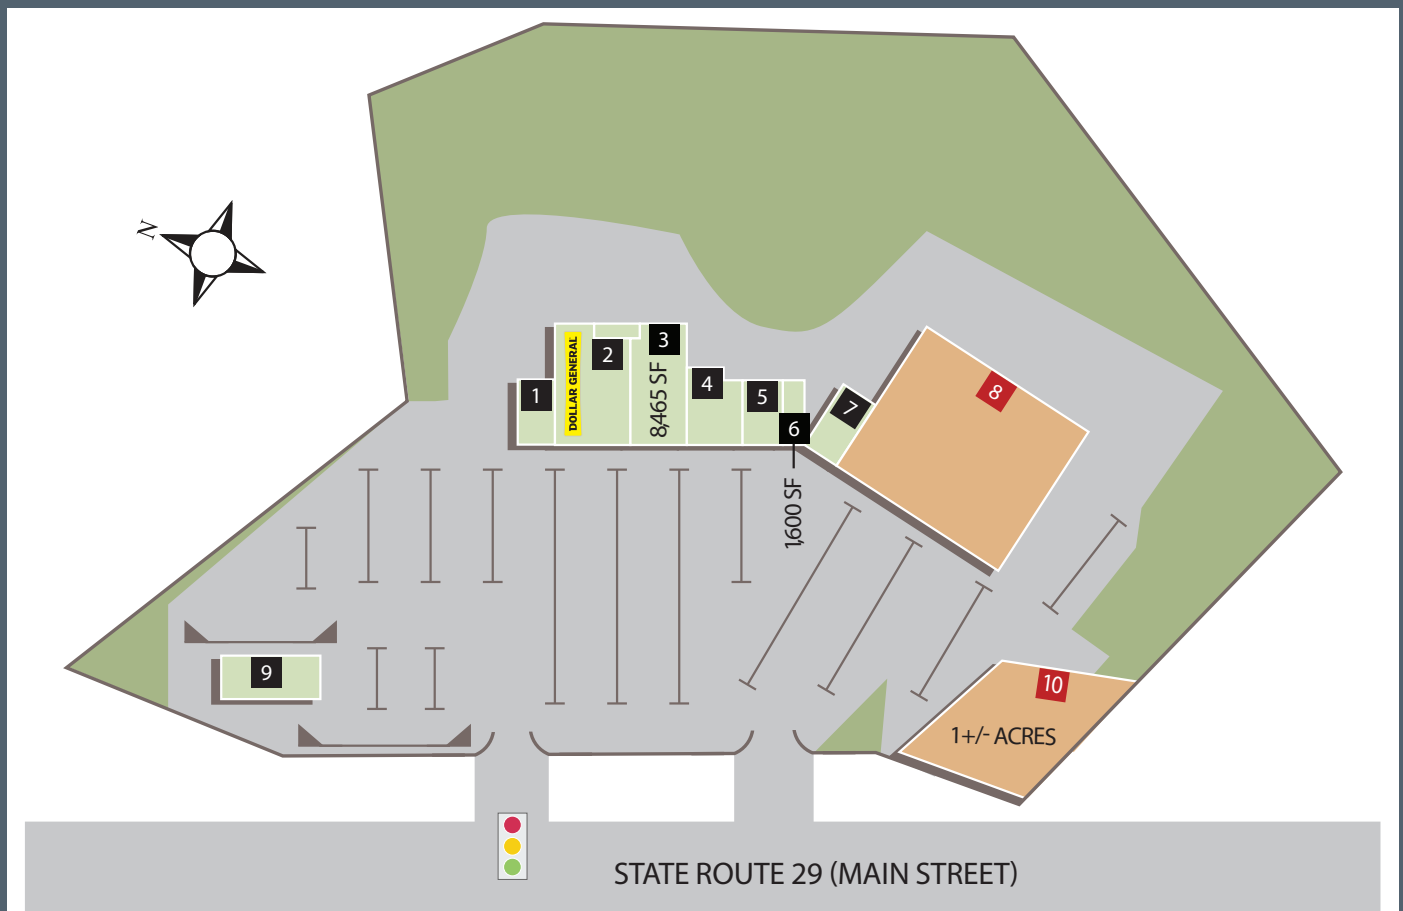 N
1
DOLLAR GENERAL
2
3
8,465 SF
4
5
6
1,600 SF
7
8
9
10
1+/- ACRES
STATE ROUTE 29 (MAIN STREET)